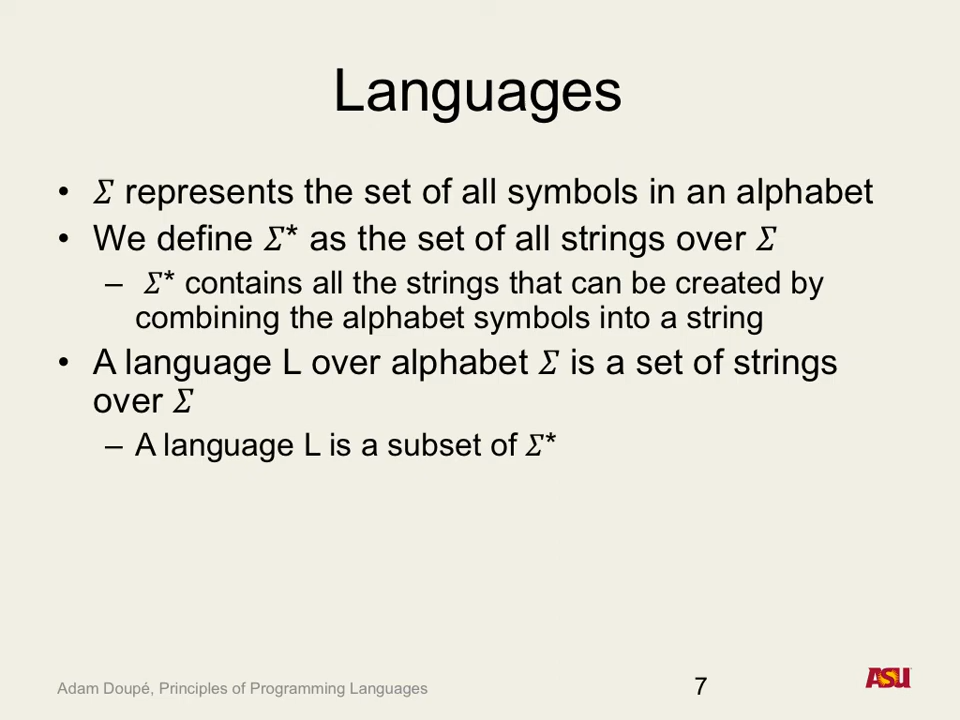 Languages
• Σ represents the set of all symbols in an alphabet
• We define Σ* as the set of all strings over Σ
– Σ* contains all the strings that can be created by
combining the alphabet symbols into a string
• A language L over alphabet Σ is a set of strings
over Σ
– A language L is a subset of Σ*
Adam Doupé, Principles of Programming Languages
7
ASU